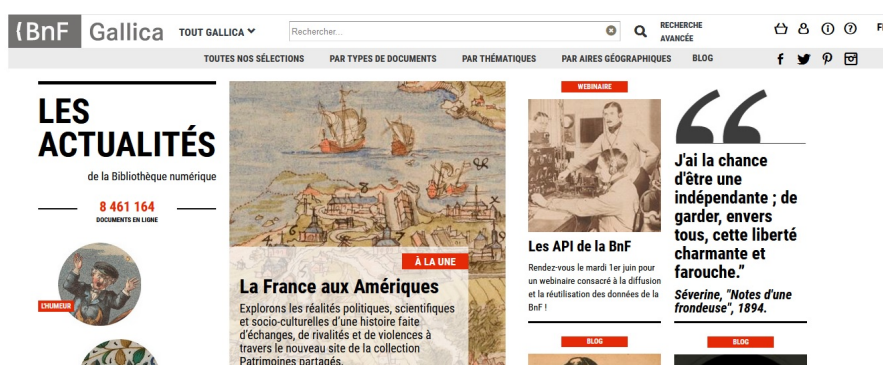 {BnF Gallica TOUT GALLICA Rechercher... RECHERCHE
AVANCÉE
TOUTES NOS SÉLECTIONS PAR TYPES DE DOCUMENTS PAR THÉMATIQUES PAR AIRES GÉOGRAPHIQUES BLOG
LES
ACTUALITÉS
de la Bibliothèque numérique
8 461 164
DOCUMENTS EN LIGNE
L'HUMEUR
À LA UNE
La France aux Amériques
Explorons les réalités politiques, scientifiques
et socio-culturelles d'une histoire faite
d'échanges, de rivalités et de violences à
travers le nouveau site de la collection
Patrimoines partagés.
WEBINAIRE
Les API de la BnF
Rendez-vous le mardi 1er juin pour
un webinaire consacré à la diffusion
et la réutilisation des données de la
BnF !
BLOG
“
J'ai la chance
d'être une
indépendante ; de
garder, envers
tous, cette liberté
charmante et
farouche.”
Séverine, "Notes d'une
frondeuse", 1894.
BLOG